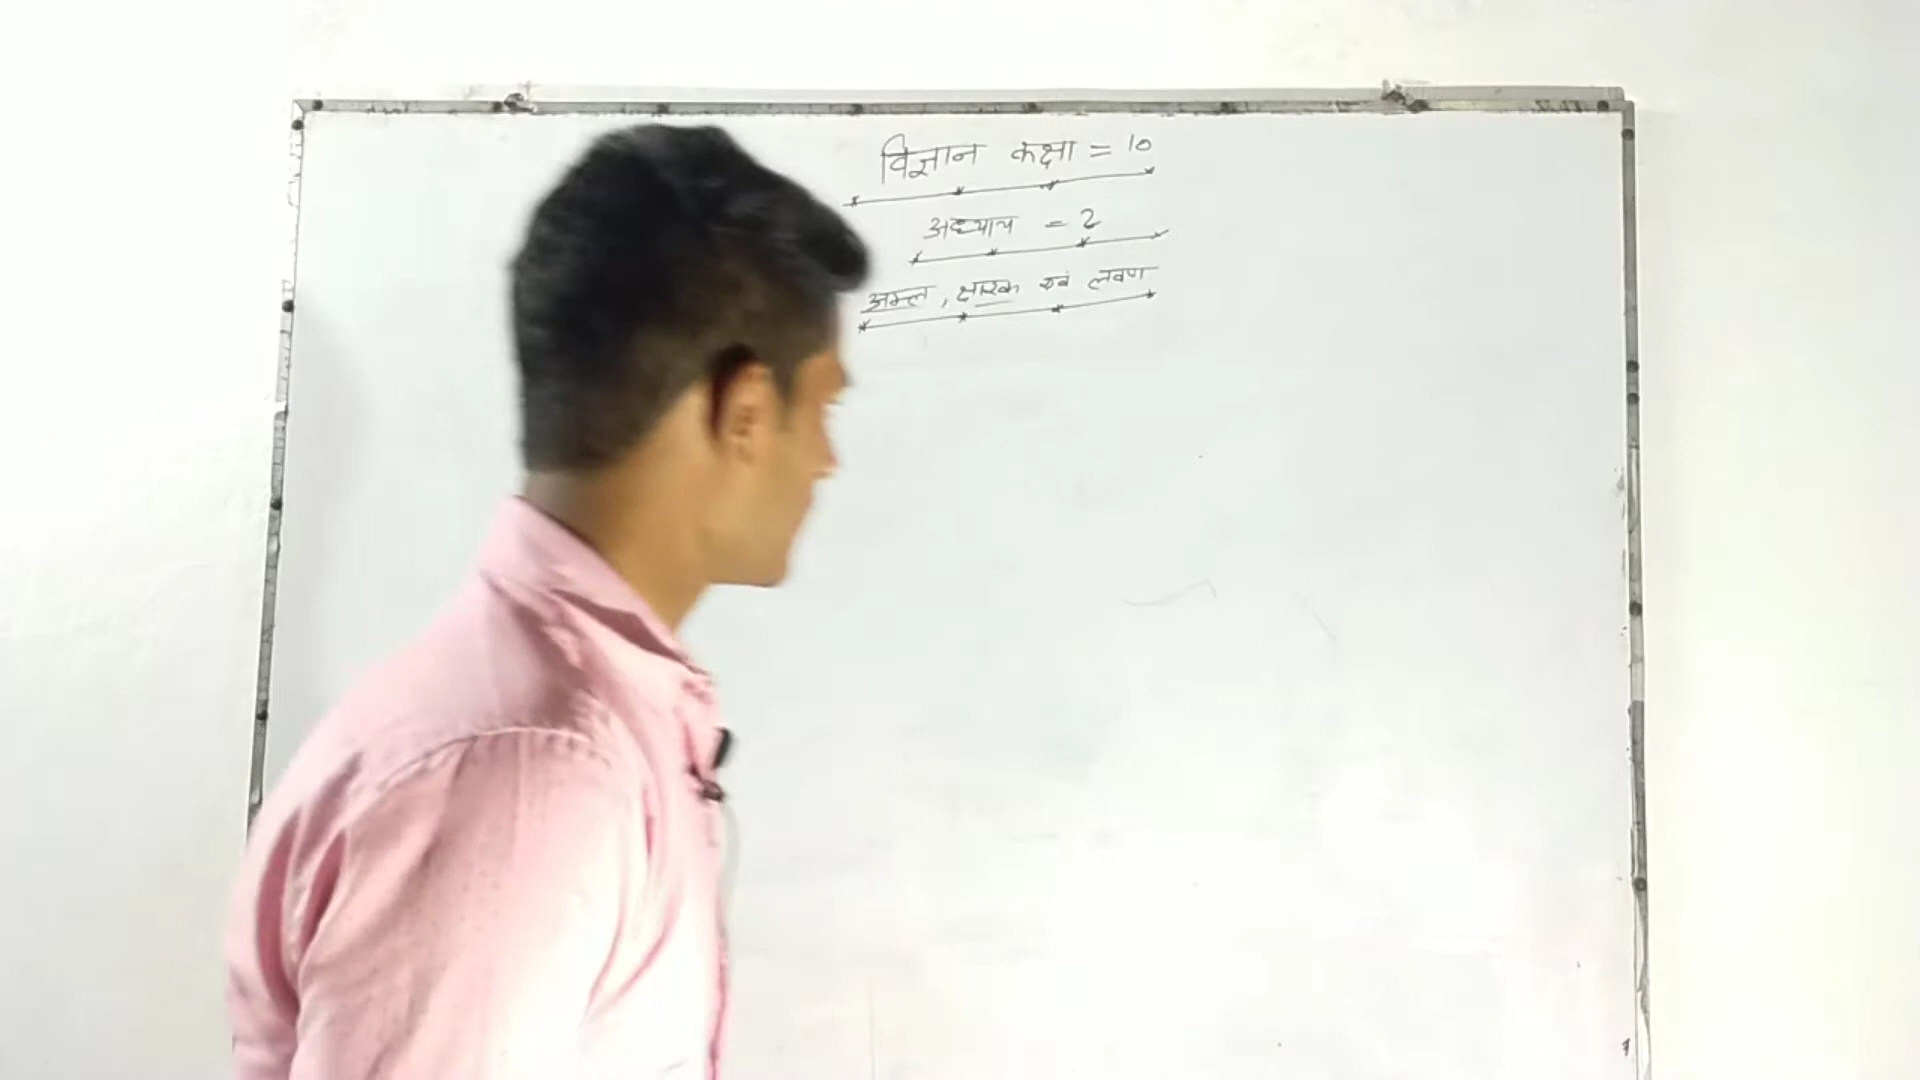 विज्ञान कक्षा = 10
अध्याय = 2
अम्ल, क्षारक एवं लवण